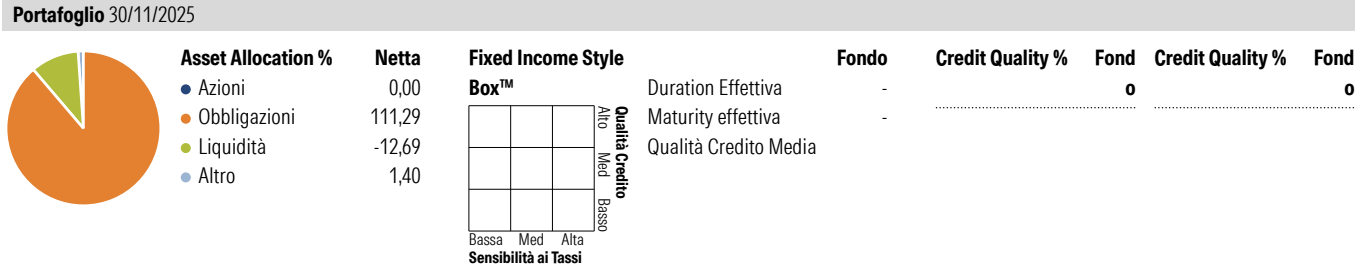 Portafoglio 30/11/2025
Asset Allocation % Netta
Azioni 0,00
Obbligazioni 111,29
Liquidità -12,69
Altro 1,40
Fixed Income Style
Box™
Alto Med Basso
Qualità Credito
Bassa Med Alta
Sensibilità ai Tassi
Fondo
Duration Effettiva -
Maturity effettiva -
Qualità Credito Media
Credit Quality % Fond
o
Credit Quality % Fond
o